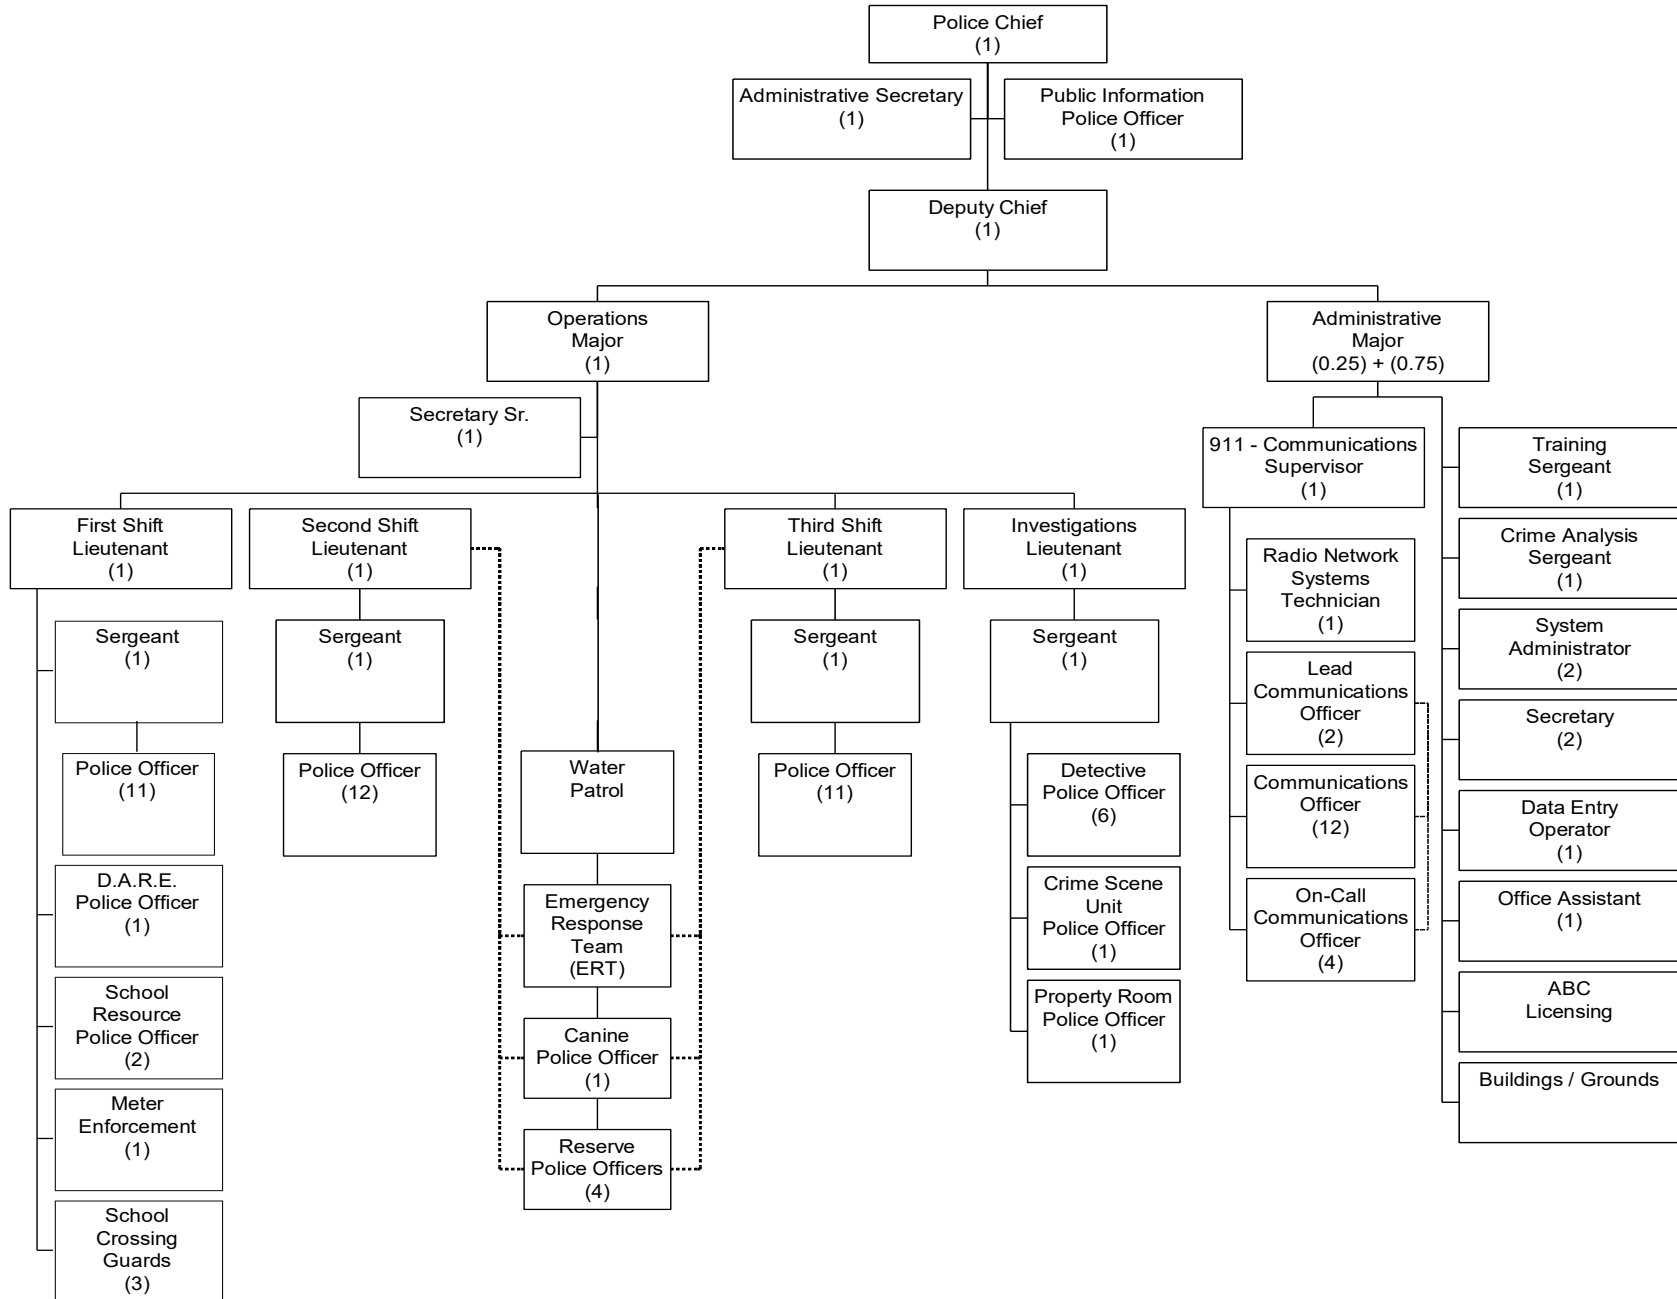 Police Chief
(1)
Administrative Secretary
(1)
Public Information
Police Officer
(1)
Deputy Chief
(1)
Operations
Major
(1)
Administrative
Major
(0.25) + (0.75)
Secretary Sr.
(1)
911 - Communications
Supervisor
(1)
Training
Sergeant
(1)
First Shift
Lieutenant
(1)
Second Shift
Lieutenant
(1)
Third Shift
Lieutenant
(1)
Investigations
Lieutenant
(1)
Sergeant
(1)
Police Officer
(11)
D.A.R.E.
Police Officer
(1)
School
Resource
Police Officer
(2)
Meter
Enforcement
(1)
School
Crossing
Guards
(3)
Sergeant
(1)
Police Officer
(12)
Water
Patrol
Emergency
Response
Team
(ERT)
Canine
Police Officer
(1)
Reserve
Police Officers
(4)
Sergeant
(1)
Police Officer
(11)
Sergeant
(1)
Detective
Police Officer
(6)
Crime Scene
Unit
Police Officer
(1)
Property Room
Police Officer
(1)
Radio Network
Systems
Technician
(1)
Lead
Communications
Officer
(2)
Communications
Officer
(12)
On-Call
Communications
Officer
(4)
Crime Analysis
Sergeant
(1)
System
Administrator
(2)
Secretary
(2)
Data Entry
Operator
(1)
Office Assistant
(1)
ABC
Licensing
Buildings / Grounds